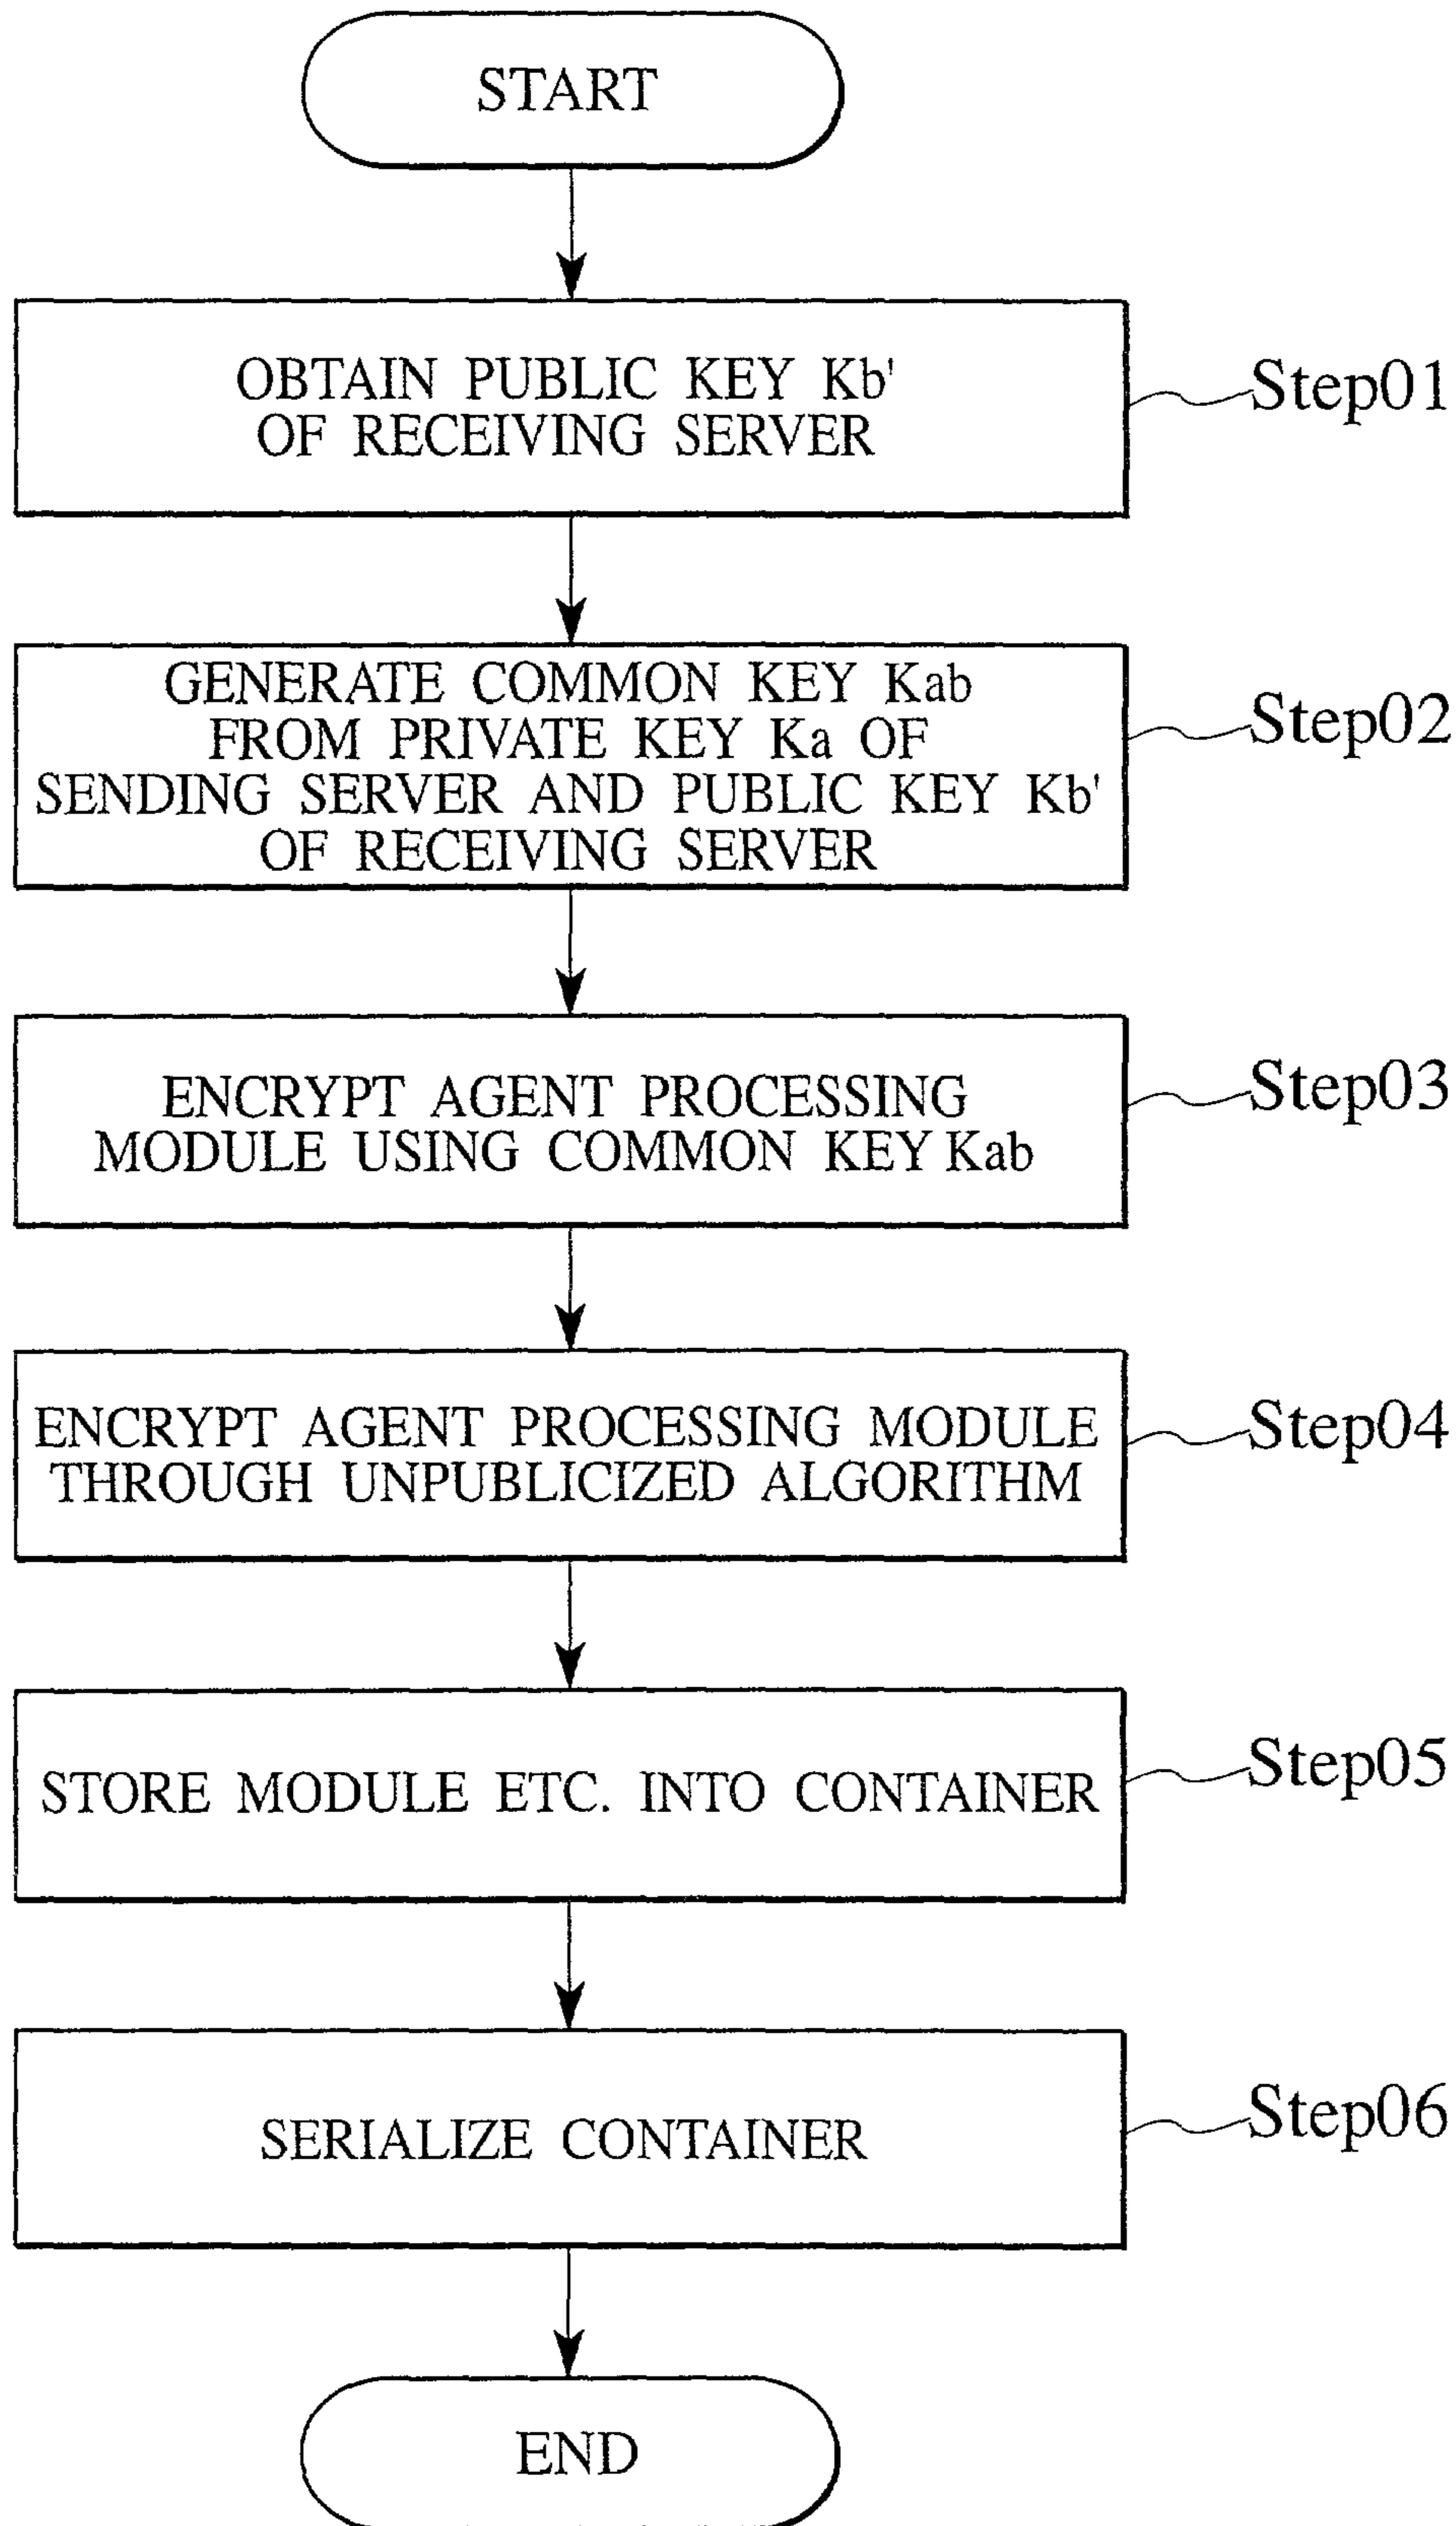 START
OBTAIN PUBLIC KEY Kb'
OF RECEIVING SERVER
Step01
GENERATE COMMON KEY Kab
FROM PRIVATE KEY Ka OF
SENDING SERVER AND PUBLIC KEY Kb'
OF RECEIVING SERVER
Step02
ENCRYPT AGENT PROCESSING
MODULE USING COMMON KEY Kab
Step03
ENCRYPT AGENT PROCESSING MODULE
THROUGH UNPUBLICIZED ALGORITHM
Step04
STORE MODULE ETC. INTO CONTAINER
Step05
SERIALIZE CONTAINER
Step06
END